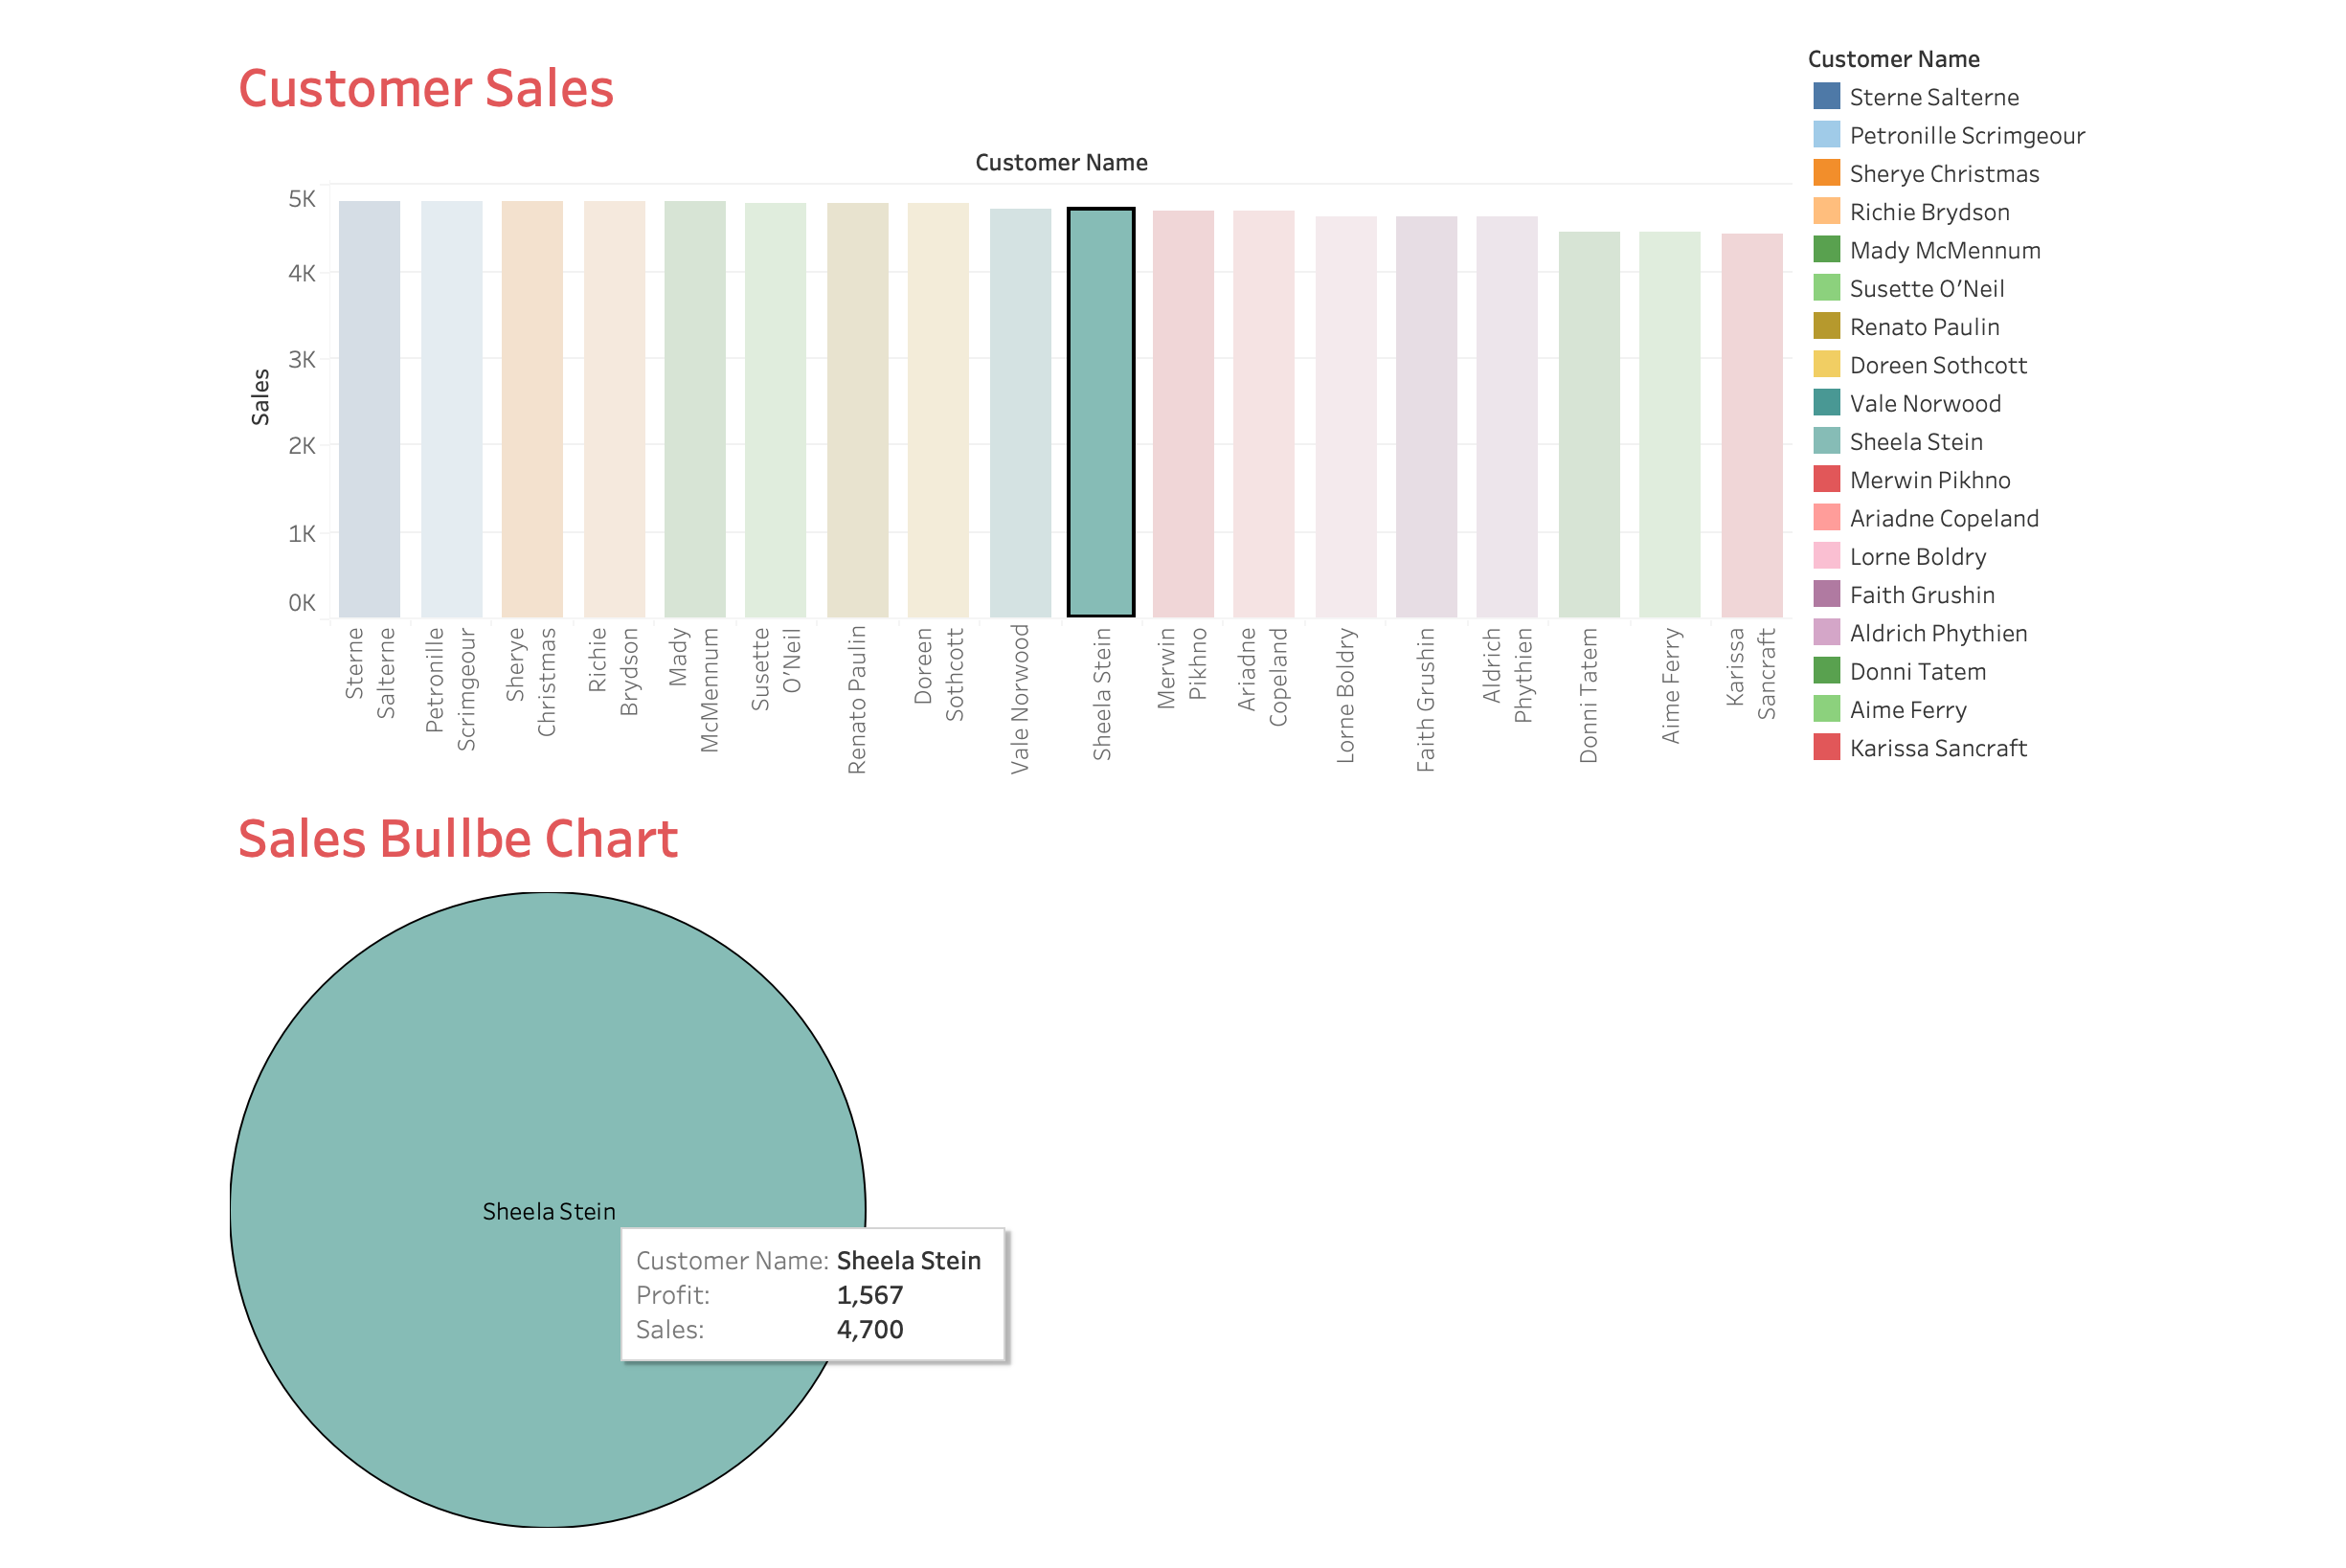 Customer Sales
Customer Name
Sales
5K
4K
3K
2K
1K
0K
Sterne
Salterne
Petronille
Scrimgeour
Sherye
Christmas
Richie
Brydson
Mady
McMennum
Susette
O'Neil
Renato Paulin
Doreen
Sothcott
Vale Norwood
Sheela Stein
Merwin
Pikhno
Ariadne
Copeland
Lorne Boldry
Faith Grushin
Aldrich
Phythien
Donni Tatem
Aime Ferry
Karissa
Sancraft
Customer Name
Sterne Salterne
Petronille Scrimgeour
Sherye Christmas
Richie Brydson
Mady McMennum
Susette O'Neil
Renato Paulin
Doreen Sothcott
Vale Norwood
Sheela Stein
Merwin Pikhno
Ariadne Copeland
Lorne Boldry
Faith Grushin
Aldrich Phythien
Donni Tatem
Aime Ferry
Karissa Sancraft
Sales Bullbe Chart
Sheela Stein
Customer Name: Sheela Stein
Profit: 1,567
Sales: 4,700